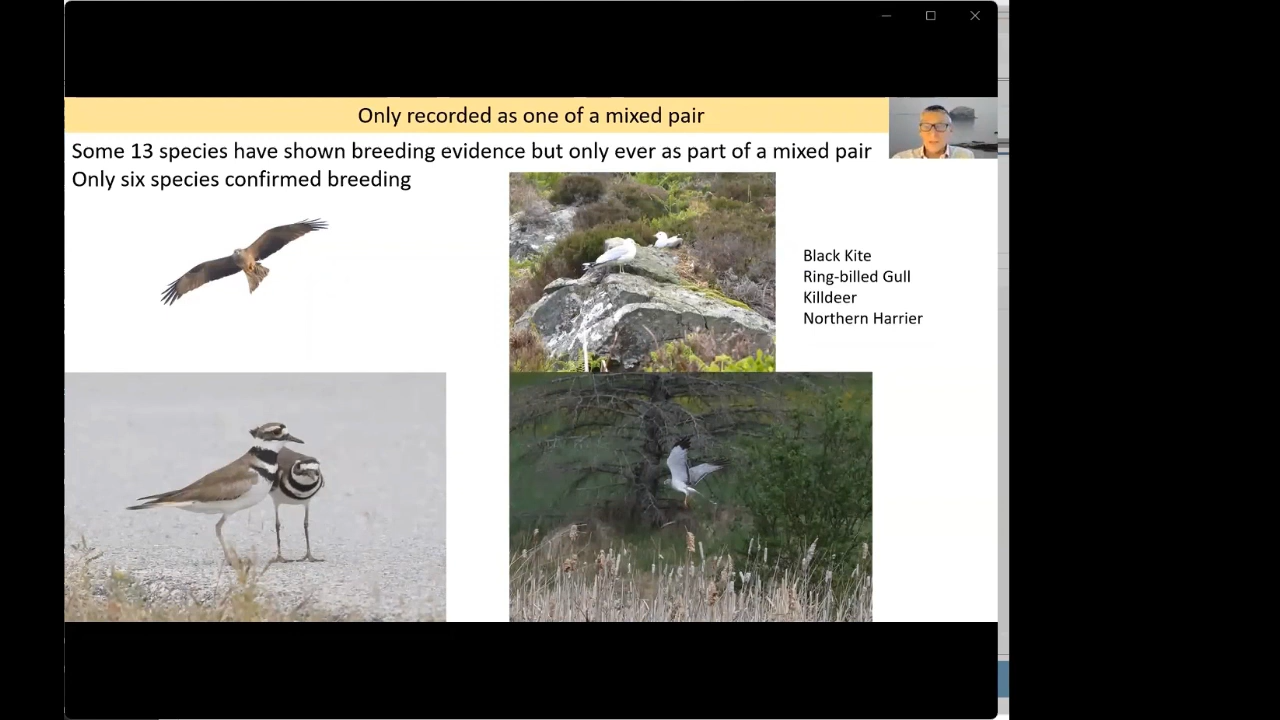 Only recorded as one of a mixed pair
Some 13 species have shown breeding evidence but only ever as part of a mixed pair
Only six species confirmed breeding
Black Kite
Ring-billed Gull
Killdeer
Northern Harrier